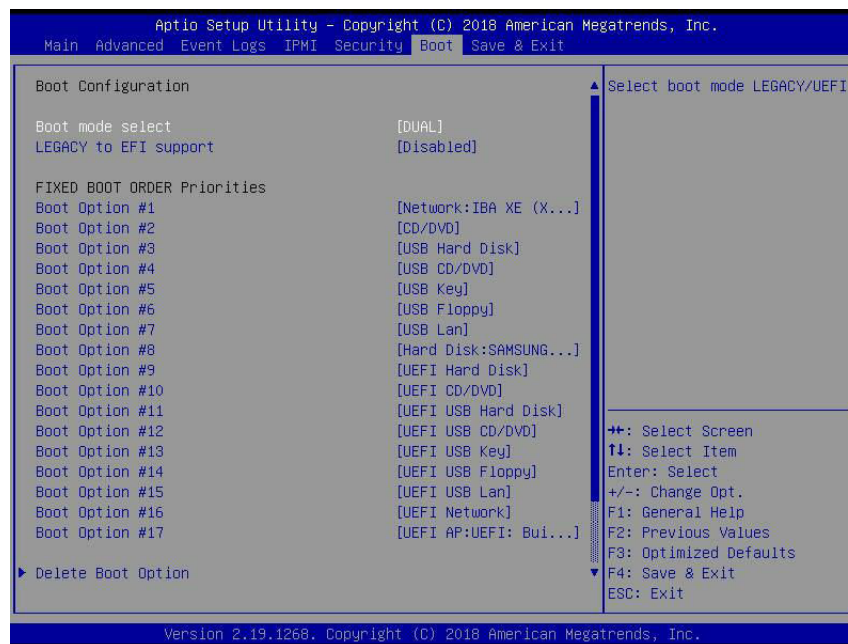 Aptio Setup Utility – Copyright (C) 2018 American Megatrends, Inc.
Main Advanced Event Logs IPMI Security Boot Save & Exit
Boot Configuration
Select boot mode LEGACY/UEFI
Boot mode select [DUAL]
LEGACY to EFI support [Disabled]
FIXED BOOT ORDER Priorities
Boot Option #1 [Network:IBA XE (X...]
Boot Option #2 [CD/DVD]
Boot Option #3 [USB Hard Disk]
Boot Option #4 [USB CD/DVD]
Boot Option #5 [USB Key]
Boot Option #6 [USB Floppy]
Boot Option #7 [USB Lan]
Boot Option #8 [Hard Disk:SAMSUNG...]
Boot Option #9 [UEFI Hard Disk]
Boot Option #10 [UEFI CD/DVD]
Boot Option #11 [UEFI USB Hard Disk]
Boot Option #12 [UEFI USB CD/DVD]
Boot Option #13 [UEFI USB Key]
Boot Option #14 [UEFI USB Floppy]
Boot Option #15 [UEFI USB Lan]
Boot Option #16 [UEFI Network]
Boot Option #17 [UEFI AP:UEFI: Bui...]
Delete Boot Option
→←: Select Screen
↑↓: Select Item
Enter: Select
+/-: Change Opt.
F1: General Help
F2: Previous Values
F3: Optimized Defaults
F4: Save & Exit
ESC: Exit
Version 2.19.1268. Copyright (C) 2018 American Megatrends, Inc.